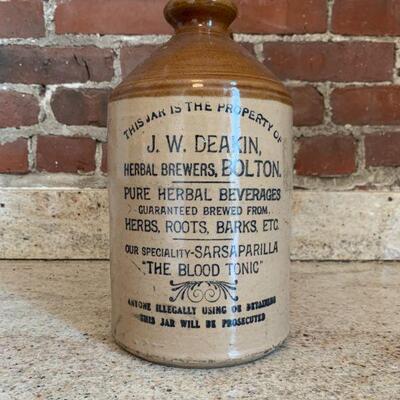 THIS JAR IS THE PROPERTY OF
J. W. DEAKIN,
HERBAL BREWERS, BOLTON.
PURE HERBAL BEVERAGES
GUARANTEED BREWED FROM.
HERBS, ROOTS, BARKS, ETC.
OUR SPECIALITY-SARSAPARILLA
"THE BLOOD TONIC"
ANYONE ILLEGALLY USING OR DETAINING
THIS JAR WILL BE PROSECUTED